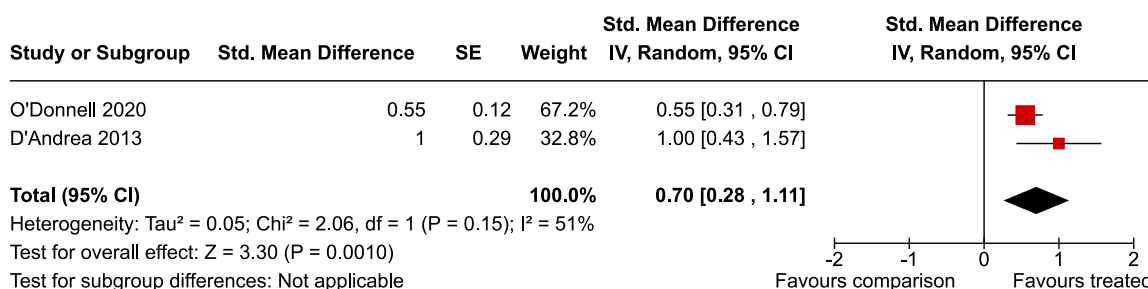 Std. Mean Difference Std. Mean Difference
Study or Subgroup Std. Mean Difference SE Weight IV, Random, 95% CI IV, Random, 95% CI
O'Donnell 2020 0.55 0.12 67.2% 0.55 [0.31 , 0.79]
D'Andrea 2013 1 0.29 32.8% 1.00 [0.43 , 1.57]
Total (95% CI) 100.0% 0.70 [0.28 , 1.11]
Heterogeneity: Tau² = 0.05; Chi² = 2.06, df = 1 (P = 0.15); I² = 51%
Test for overall effect: Z = 3.30 (P = 0.0010)
-2 -1 0 1 2
Test for subgroup differences: Not applicable Favours comparison Favours treated